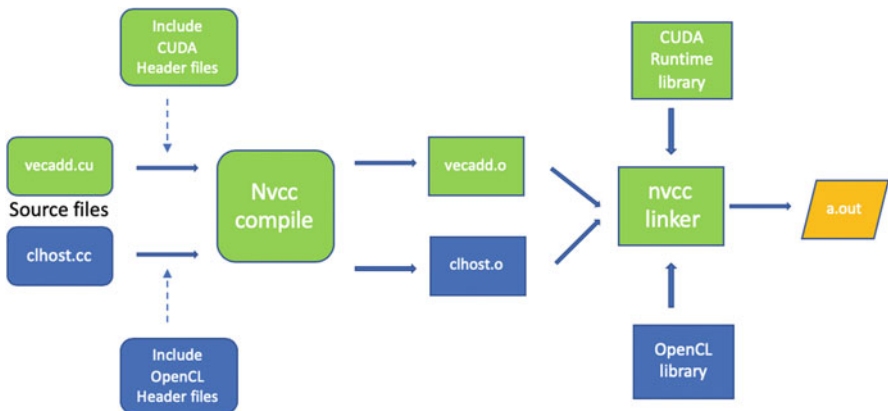 Include
CUDA
Header files
CUDA
Runtime
library
vecadd.cu
Source files
clhost.cc
Nvcc
compile
vecadd.o
clhost.o
nvcc
linker
a.out
Include
OpenCL
Header files
OpenCL
library